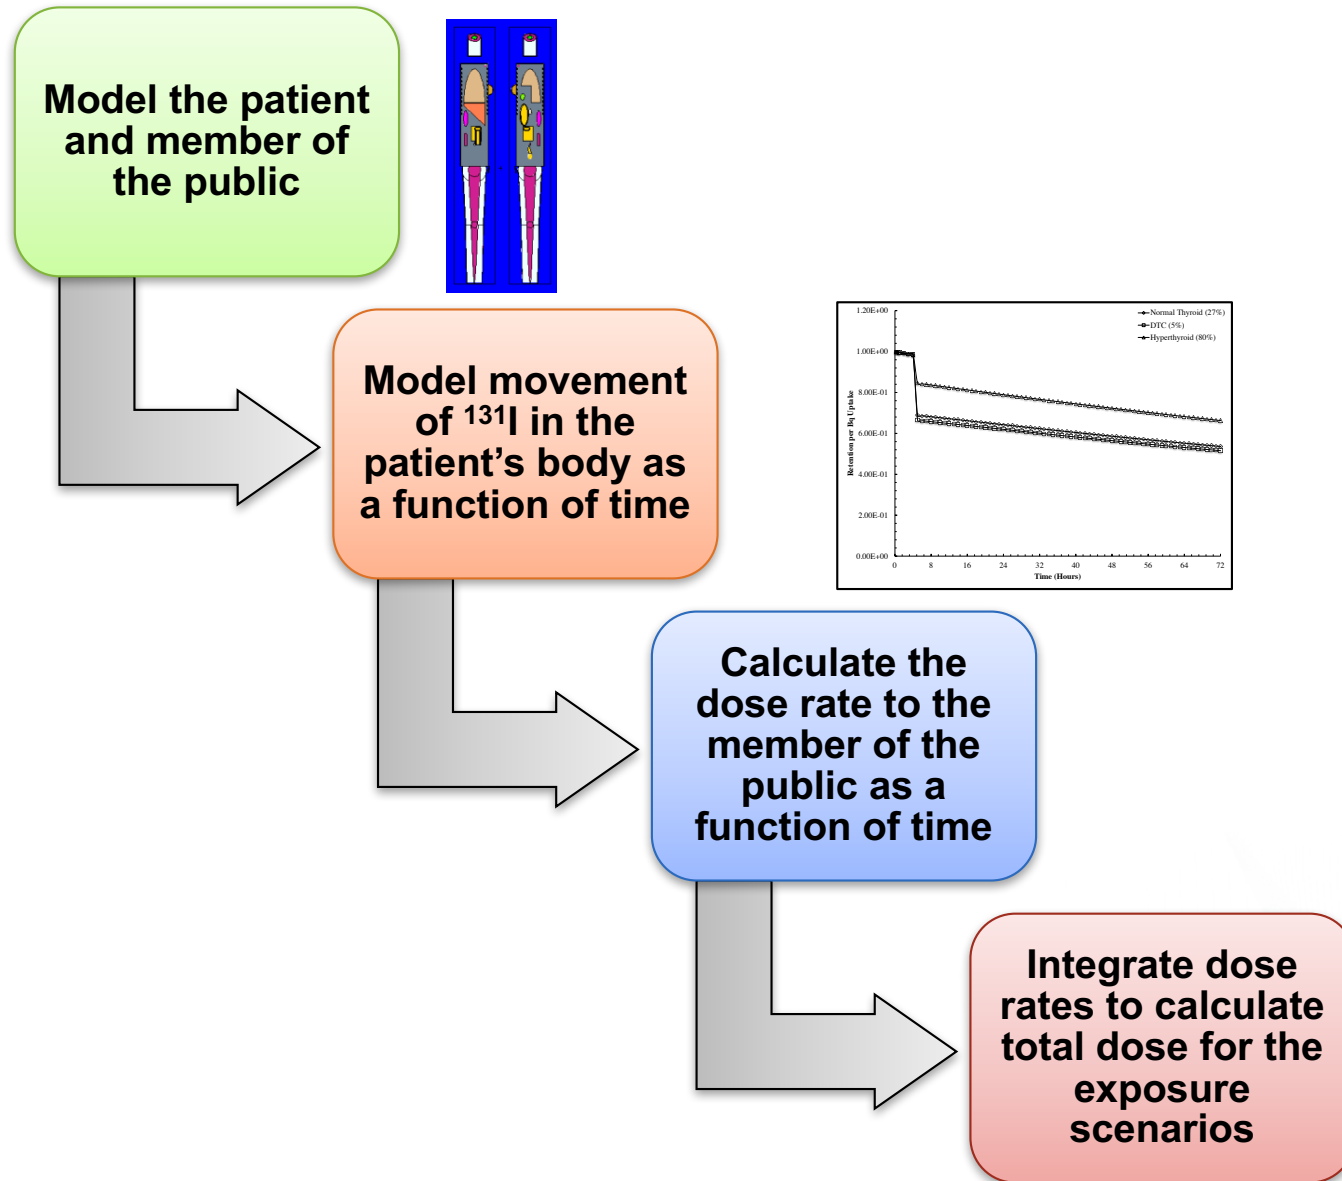 Model the patient
and member of
the public
Model movement
of ¹³¹I in the
patient’s body as
a function of time
1.20E+00
1.00E+00
8.00E-01
6.00E-01
4.00E-01
2.00E-01
0.00E+00
Retention per Bq Uptake
Normal Thyroid (27%)
DTC (5%)
Hyperthyroid (80%)
0 8 16 24 32 40 48 56 64 72
Time (Hours)
Calculate the
dose rate to the
member of the
public as a
function of time
Integrate dose
rates to calculate
total dose for the
exposure
scenarios